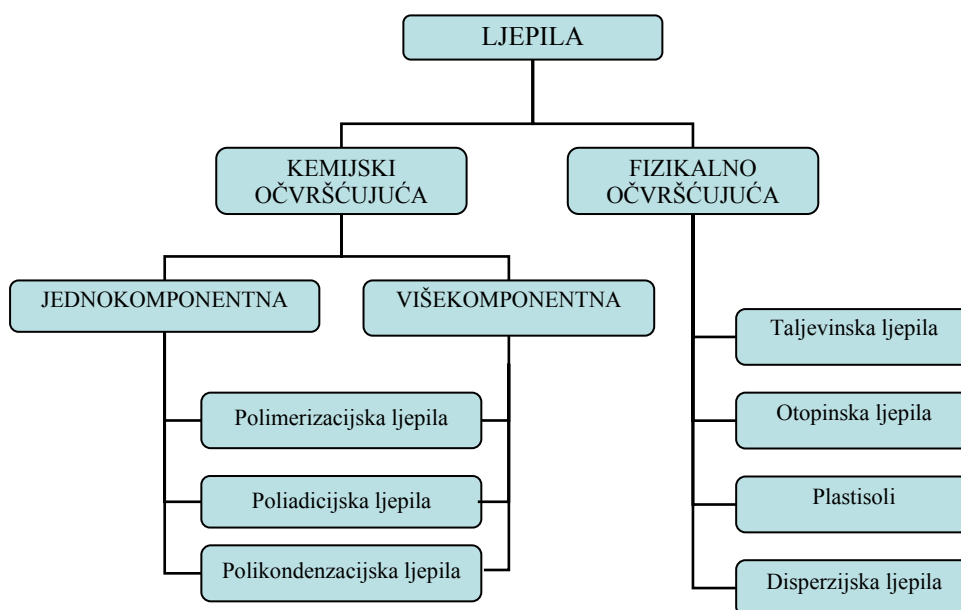 LJEPILA
KEMIJSKI
OČVRŠĆUJUĆA
FIZIKALNO
OČVRŠĆUJUĆA
JEDNOKOMPONENTNA
VIŠEKOMPONENTNA
Polimerizacijska ljepila
Poliadicijska ljepila
Polikondenzacijska ljepila
Taljevinska ljepila
Otopinska ljepila
Plastisoli
Disperzijska ljepila